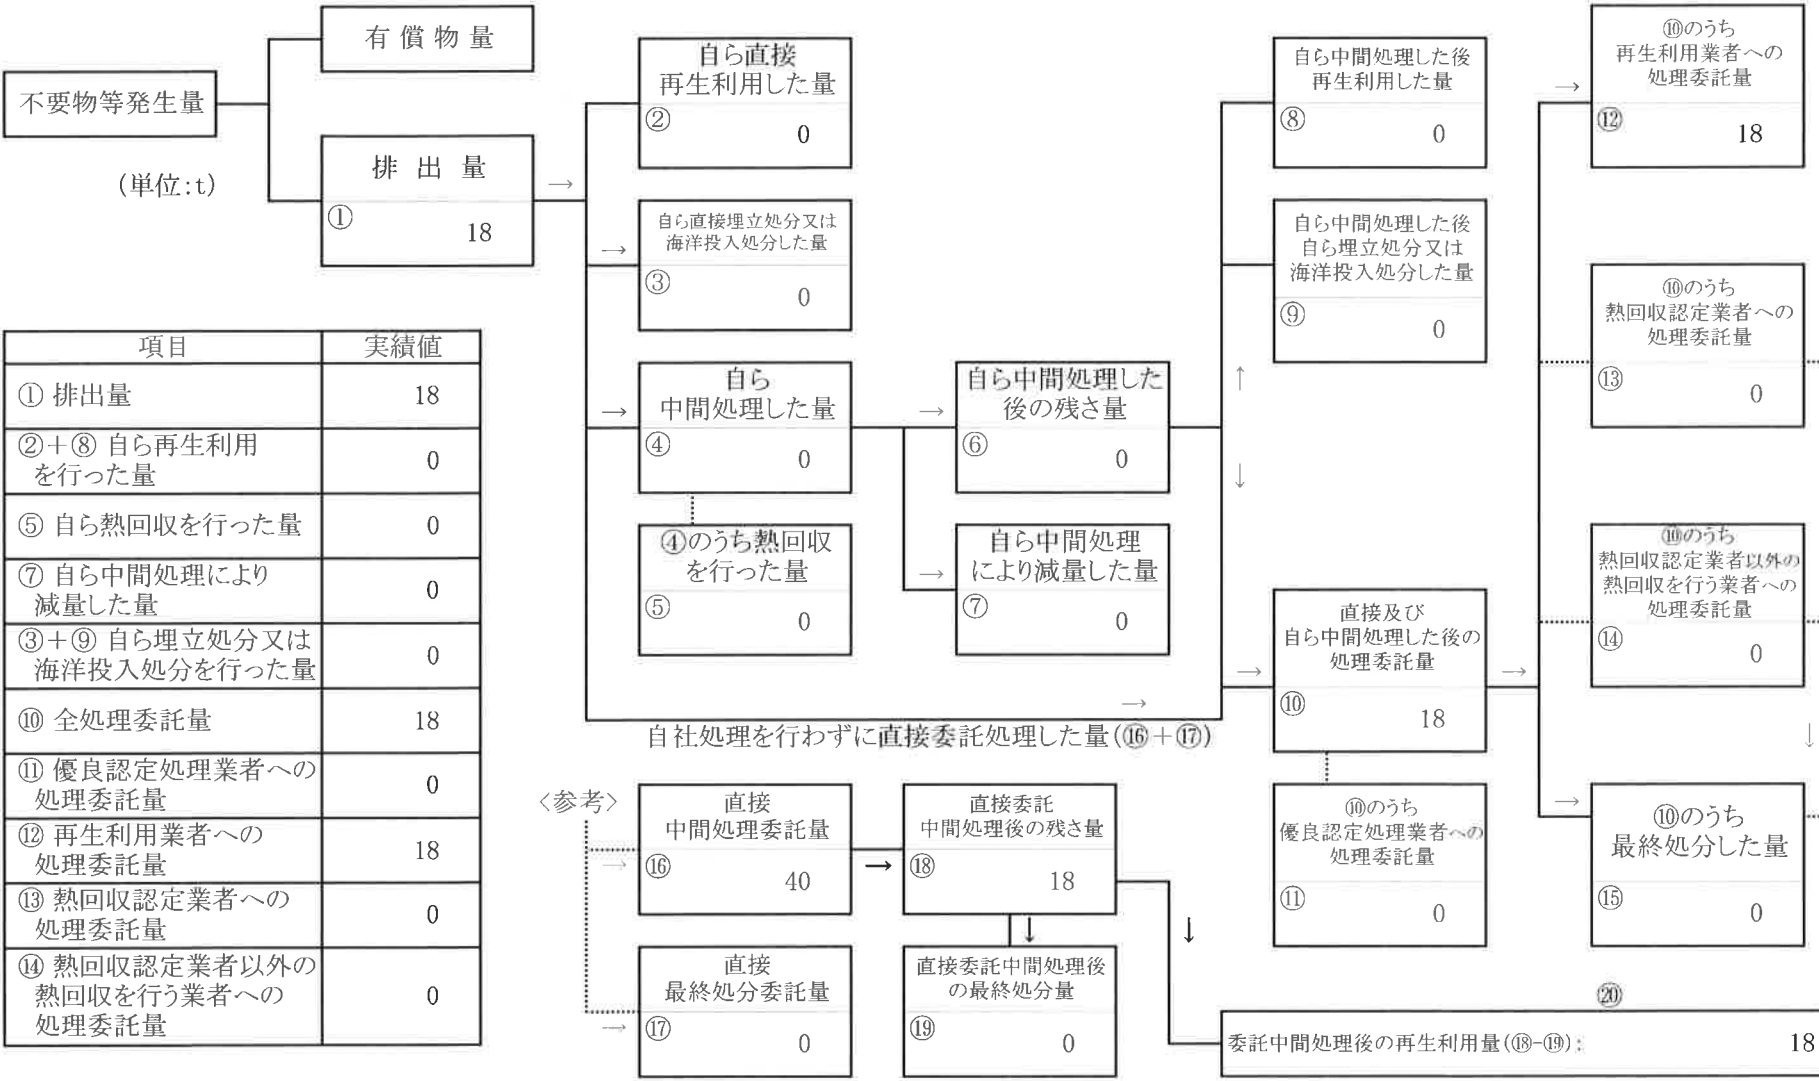 不要物等発生量
有償物量
(単位:t)
排出量
①
18
→
自ら直接
再生利用した量
②
0
→
自ら直接埋立処分又は
海洋投入処分した量
③
0
→
自ら
中間処理した量
④
0
④のうち熱回収
を行った量
⑤
0
→
自ら中間処理した
後の残さ量
⑥
0
→
自ら中間処理
により減量した量
⑦
0
自ら中間処理した後
再生利用した量
⑧
0
自ら中間処理した後
自ら埋立処分又は
海洋投入処分した量
⑨
0
↑
↓
→
自社処理を行わずに直接委託処理した量(⑯+⑰)
→
直接及び
自ら中間処理した後の
処理委託量
⑩
18
→
⑩のうち
優良認定処理業者への
処理委託量
⑪
0
→
⑩のうち
再生利用業者への
処理委託量
⑫
18
⑩のうち
熱回収認定業者への
処理委託量
⑬
0
⑩のうち
熱回収認定業者以外の
熱回収を行う業者への
処理委託量
⑭
0
↓
→
⑩のうち
最終処分した量
⑮
0
項目 実績値
① 排出量 18
②+⑧ 自ら再生利用
を行った量 0
⑤ 自ら熱回収を行った量 0
⑦ 自ら中間処理により
減量した量 0
③+⑨ 自ら埋立処分又は
海洋投入処分を行った量 0
⑩ 全処理委託量 18
⑪ 優良認定処理業者への
処理委託量 0
⑫ 再生利用業者への
処理委託量 18
⑬ 熱回収認定業者への
処理委託量 0
⑭ 熱回収認定業者以外の
熱回収を行う業者への
処理委託量 0
〈参考〉
→
直接
中間処理委託量
⑯
40
→
直接委託
中間処理後の残さ量
⑱
18
↓
↓
→
直接
最終処分委託量
⑰
0
直接委託中間処理後
の最終処分量
⑲
0
⑳
→
委託中間処理後の再生利用量(⑱-⑲): 18